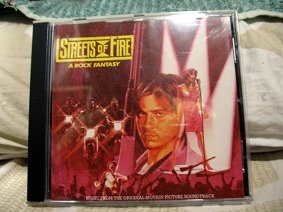 STREETS OF FIRE
A ROCK FANTASY
MUSIC FROM THE ORIGINAL MOTION PICTURE SOUNDTRACK